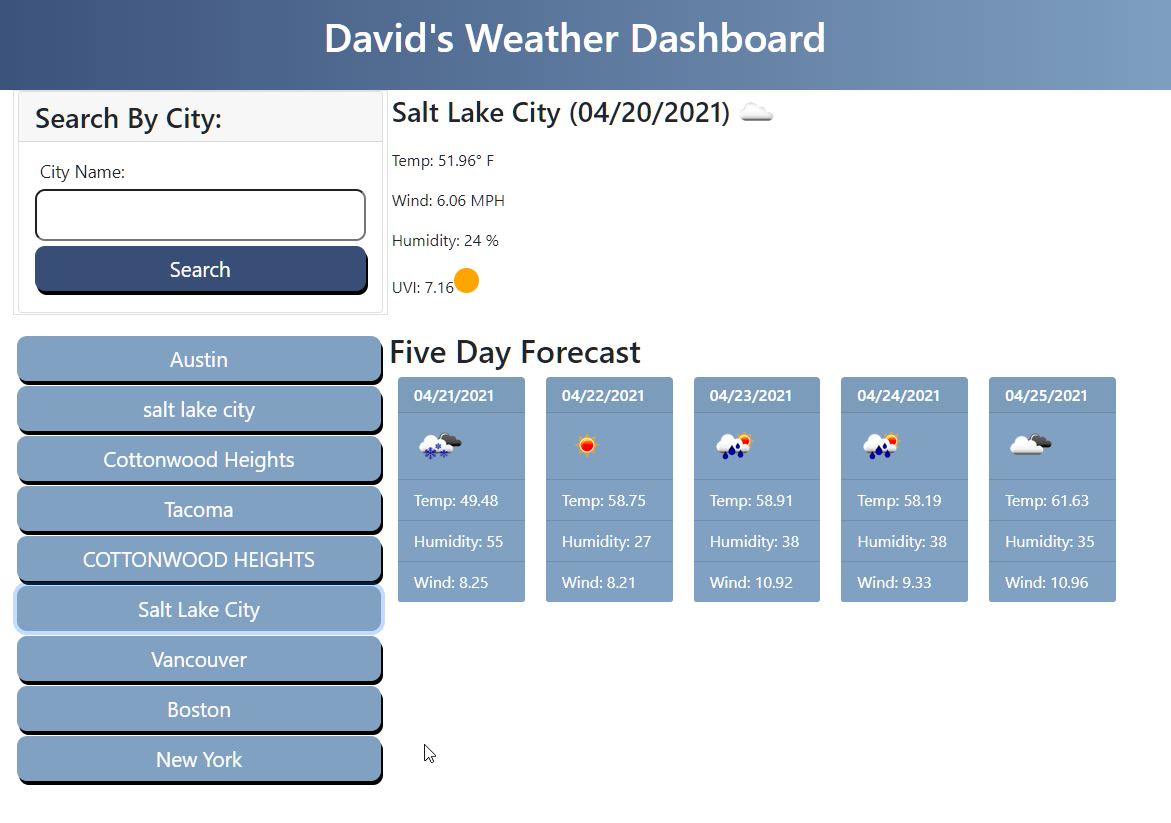 David's Weather Dashboard
Search By City:
City Name:
Search
Austin
salt lake city
Cottonwood Heights
Tacoma
COTTONWOOD HEIGHTS
Salt Lake City
Vancouver
Boston
New York
Salt Lake City (04/20/2021)
Temp: 51.96° F
Wind: 6.06 MPH
Humidity: 24 %
UVI: 7.16
Five Day Forecast
04/21/2021
Temp: 49.48
Humidity: 55
Wind: 8.25
04/22/2021
Temp: 58.75
Humidity: 27
Wind: 8.21
04/23/2021
Temp: 58.91
Humidity: 38
Wind: 10.92
04/24/2021
Temp: 58.19
Humidity: 38
Wind: 9.33
04/25/2021
Temp: 61.63
Humidity: 35
Wind: 10.96